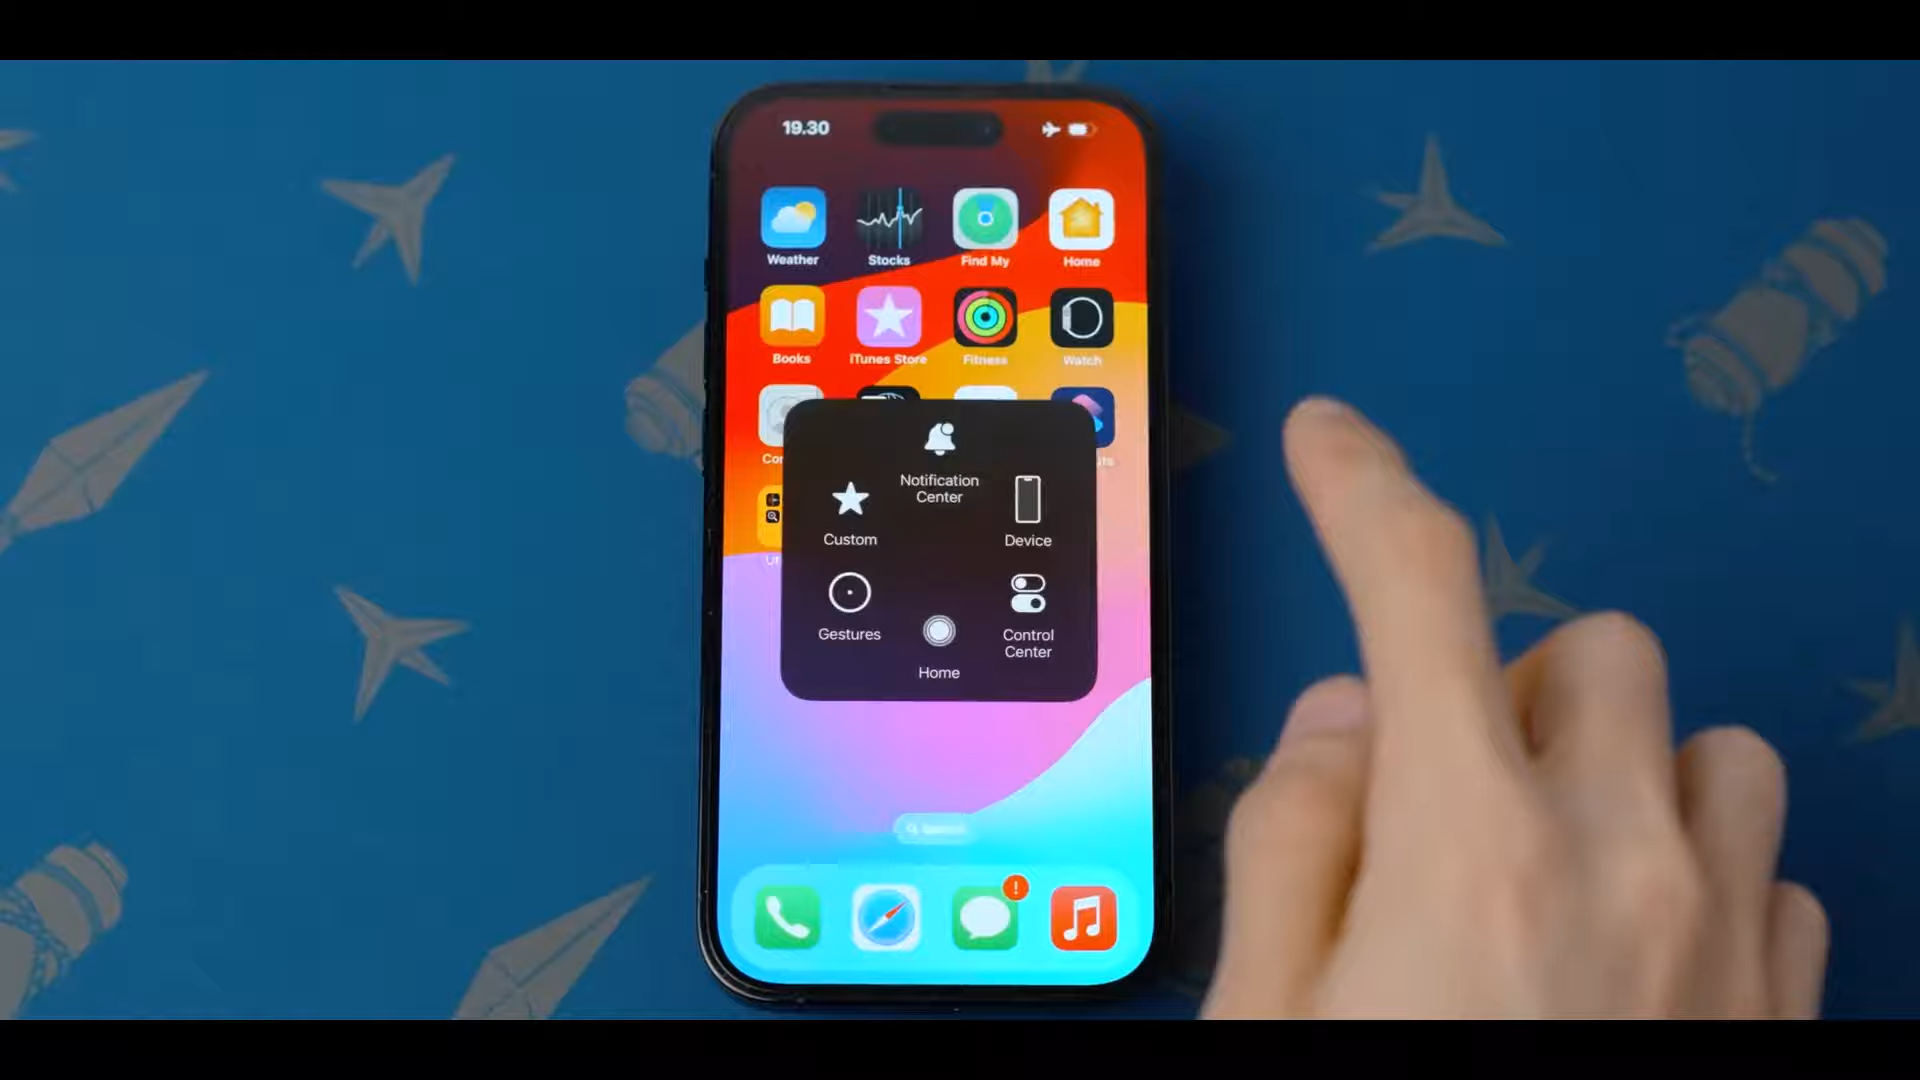 19.30
Weather
Stocks
Find My
Home
Books
iTunes Store
Fitness
Watch
Notification
Center
Custom
Device
Gestures
Control
Center
Home
Search
!